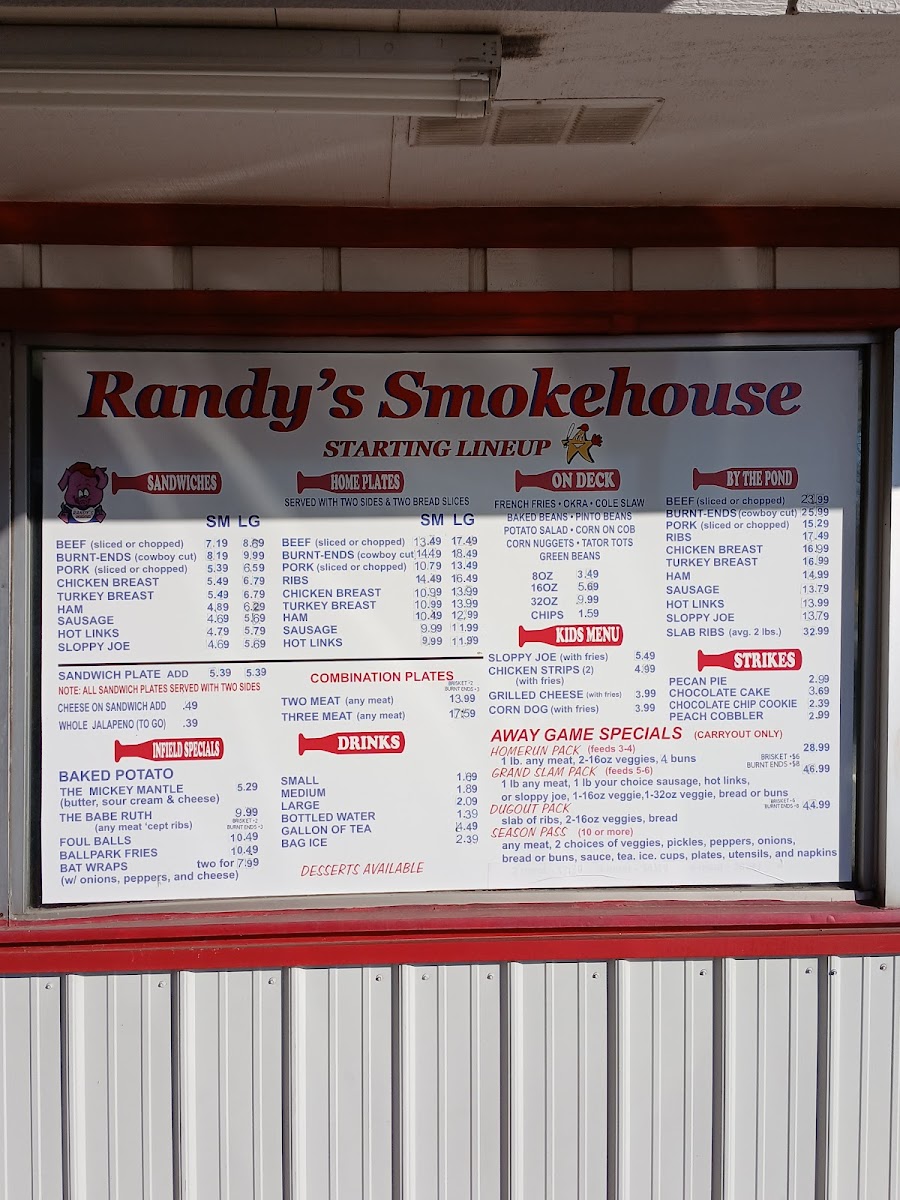 Randy's Smokehouse
STARTING LINEUP
SANDWICHES
SM LG
BEEF (sliced or chopped) 7.19 8.69
BURNT-ENDS (cowboy cut) 8.19 9.99
PORK (sliced or chopped) 5.39 6.59
CHICKEN BREAST 5.49 6.79
TURKEY BREAST 5.49 6.79
HAM 4.89 6.29
SAUSAGE 4.69 5.69
HOT LINKS 4.79 5.79
SLOPPY JOE 4.69 5.69
SANDWICH PLATE ADD 5.39 5.39
NOTE: ALL SANDWICH PLATES SERVED WITH TWO SIDES
CHEESE ON SANDWICH ADD .49
WHOLE JALAPENO (TO GO) .39
INFIELD SPECIALS
BAKED POTATO
THE MICKEY MANTLE 5.29
(butter, sour cream & cheese)
THE BABE RUTH 9.99
(any meat 'cept ribs) BRISKET +2
BURNT ENDS +3
FOUL BALLS 10.49
BALLPARK FRIES 10.49
BAT WRAPS two for 7.99
(w/ onions, peppers, and cheese)
HOME PLATES
SERVED WITH TWO SIDES & TWO BREAD SLICES
SM LG
BEEF (sliced or chopped) 13.49 17.49
BURNT-ENDS (cowboy cut 14.49 18.49
PORK (sliced or chopped) 10.79 13.49
RIBS 14.49 16.49
CHICKEN BREAST 10.99 13.99
TURKEY BREAST 10.99 13.99
HAM 10.49 12.99
SAUSAGE 9.99 11.99
HOT LINKS 9.99 11.99
COMBINATION PLATES
BRISKET +2
BURNT ENDS +3
TWO MEAT (any meat) 13.99
THREE MEAT (any meat) 17.59
DRINKS
SMALL 1.69
MEDIUM 1.89
LARGE 2.09
BOTTLED WATER 1.39
GALLON OF TEA 4.49
BAG ICE 2.39
DESSERTS AVAILABLE
ON DECK
FRENCH FRIES • OKRA • COLE SLAW
BAKED BEANS • PINTO BEANS
POTATO SALAD • CORN ON COB
CORN NUGGETS • TATOR TOTS
GREEN BEANS
8OZ 3.49
16OZ 5.69
32OZ 9.99
CHIPS 1.59
KIDS MENU
SLOPPY JOE (with fries) 5.49
CHICKEN STRIPS (2) 4.99
(with fries)
GRILLED CHEESE (with fries) 3.99
CORN DOG (with fries) 3.99
BY THE POND
BEEF (sliced or chopped) 23.99
BURNT-ENDS (cowboy cut) 25.99
PORK (sliced or chopped) 15.29
RIBS 17.49
CHICKEN BREAST 16.99
TURKEY BREAST 16.99
HAM 14.99
SAUSAGE 13.79
HOT LINKS 13.99
SLOPPY JOE 13.79
SLAB RIBS (avg. 2 lbs.) 32.99
STRIKES
PECAN PIE 2.99
CHOCOLATE CAKE 3.69
CHOCOLATE CHIP COOKIE 2.39
PEACH COBBLER 2.99
AWAY GAME SPECIALS (CARRYOUT ONLY)
HOMERUN PACK (feeds 3-4) 28.99
1 lb. any meat, 2-16oz veggies, 4 buns BRISKET +$6
BURNT ENDS +$8
GRAND SLAM PACK (feeds 5-6) 46.99
1 lb any meat, 1 lb your choice sausage, hot links,
or sloppy joe, 1-16oz veggie,1-32oz veggie, bread or buns
DUGOUT PACK 44.99
slab of ribs, 2-16oz veggies, bread
SEASON PASS (10 or more)
any meat, 2 choices of veggies, pickles, peppers, onions,
bread or buns, sauce, tea. ice. cups, plates, utensils, and napkins